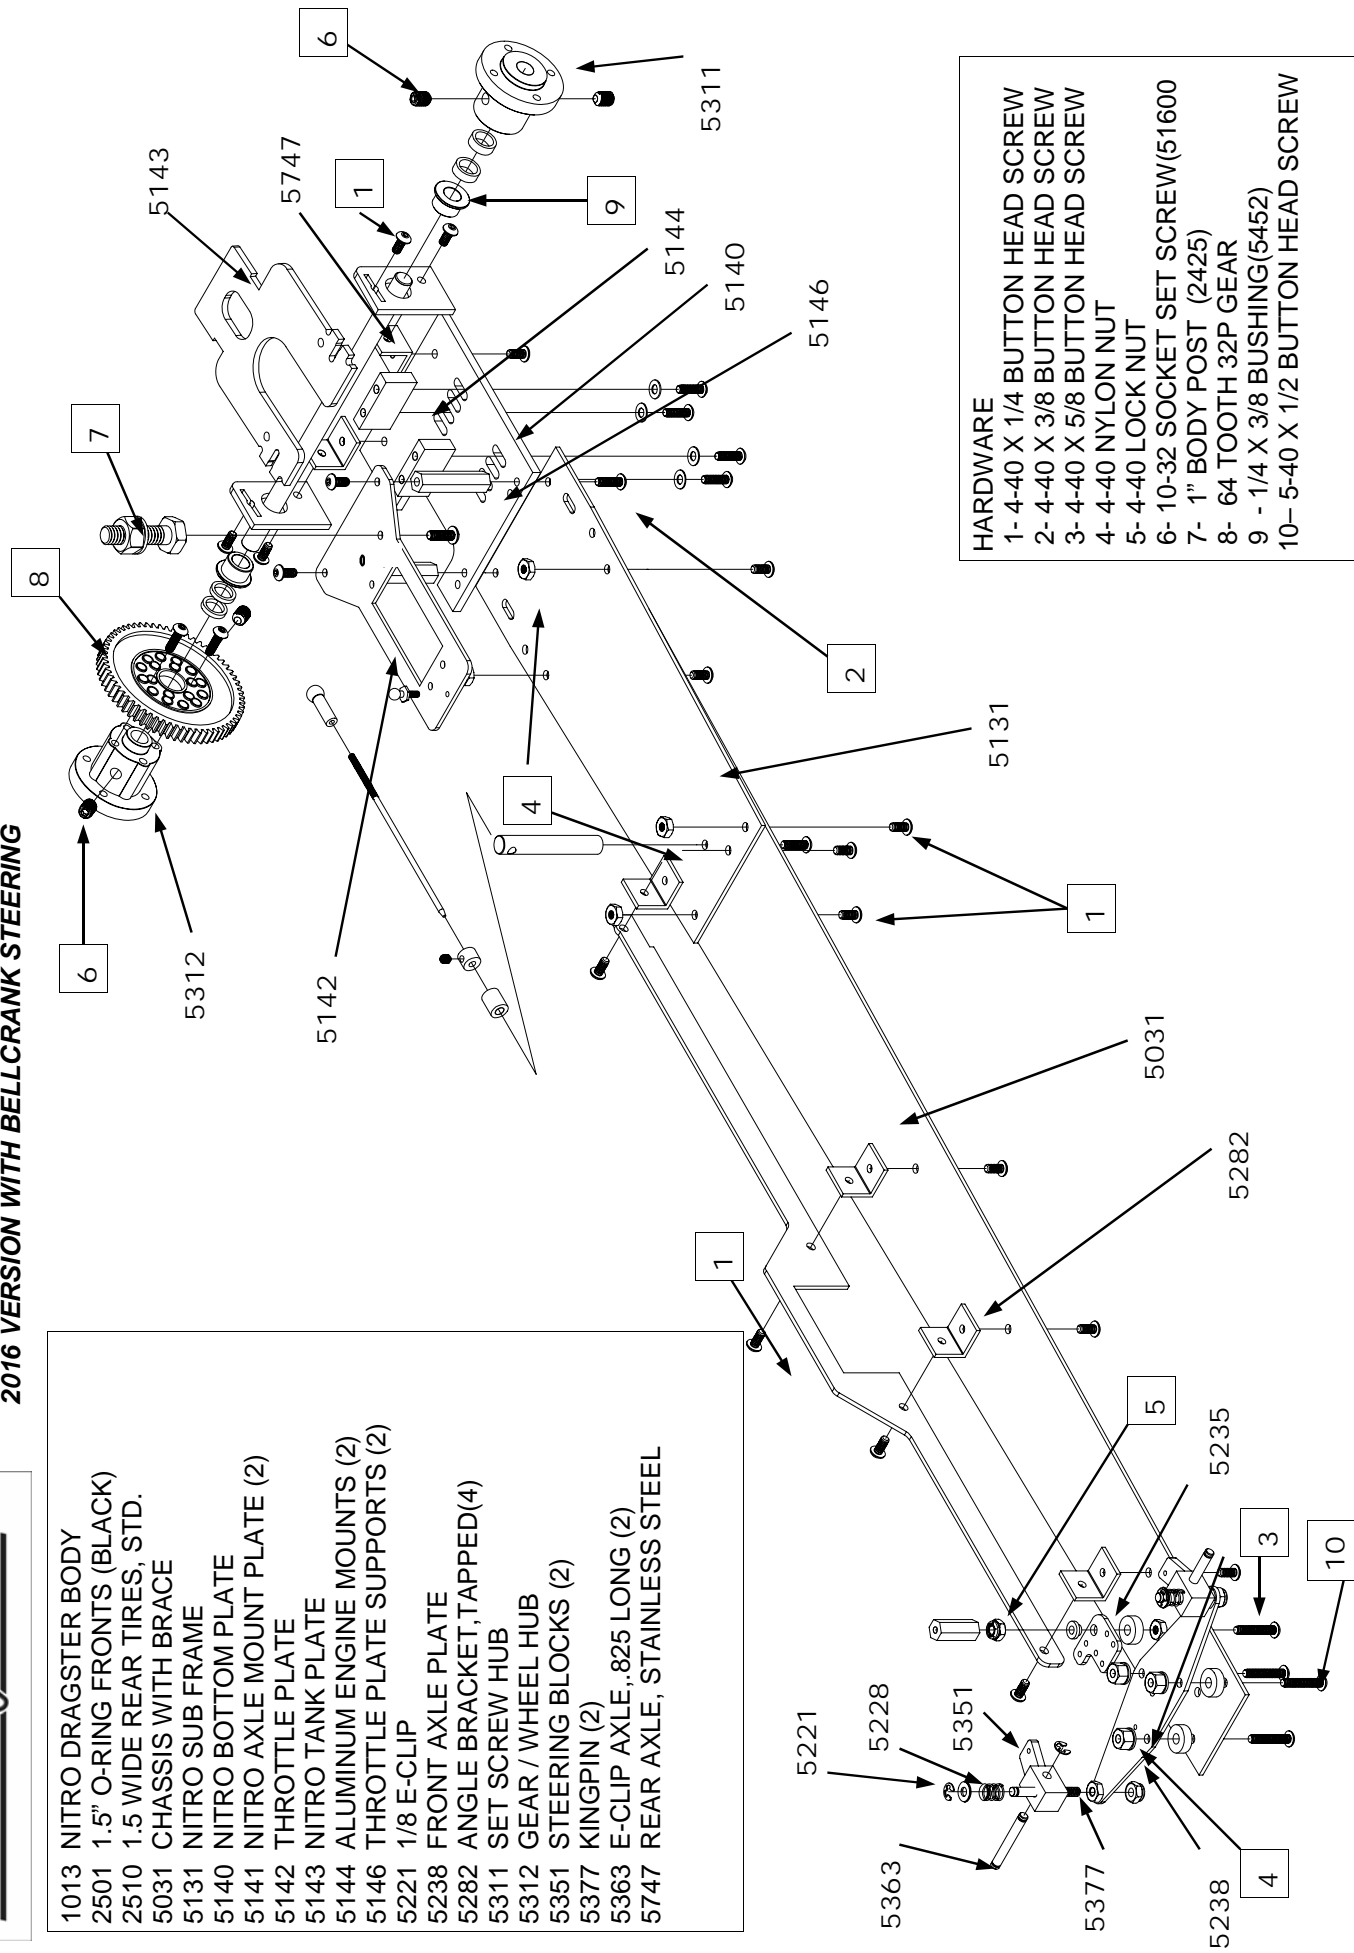 2016 VERSION WITH BELLCRANK STEERING
1013 NITRO DRAGSTER BODY
2501 1.5” O-RING FRONTS (BLACK)
2510 1.5 WIDE REAR TIRES, STD.
5031 CHASSIS WITH BRACE
5131 NITRO SUB FRAME
5140 NITRO BOTTOM PLATE
5141 NITRO AXLE MOUNT PLATE (2)
5142 THROTTLE PLATE
5143 NITRO TANK PLATE
5144 ALUMINUM ENGINE MOUNTS (2)
5146 THROTTLE PLATE SUPPORTS (2)
5221 1/8 E-CLIP
5238 FRONT AXLE PLATE
5282 ANGLE BRACKET,TAPPED(4)
5311 SET SCREW HUB
5312 GEAR / WHEEL HUB
5351 STEERING BLOCKS (2)
5377 KINGPIN (2)
5363 E-CLIP AXLE,.825 LONG (2)
5747 REAR AXLE, STAINLESS STEEL
6
5312
8
7
5143
5747
6
1
5311
9
5144
5140
5146
5142
4
2
5131
1
1
5031
5282
5
5235
5221
5228
5351
5363
5377
5238
4
3
10
HARDWARE
1- 4-40 X 1/4 BUTTON HEAD SCREW
2- 4-40 X 3/8 BUTTON HEAD SCREW
3- 4-40 X 5/8 BUTTON HEAD SCREW
4- 4-40 NYLON NUT
5- 4-40 LOCK NUT
6- 10-32 SOCKET SET SCREW(51600
7- 1” BODY POST (2425)
8- 64 TOOTH 32P GEAR
9 - 1/4 X 3/8 BUSHING(5452)
10– 5-40 X 1/2 BUTTON HEAD SCREW